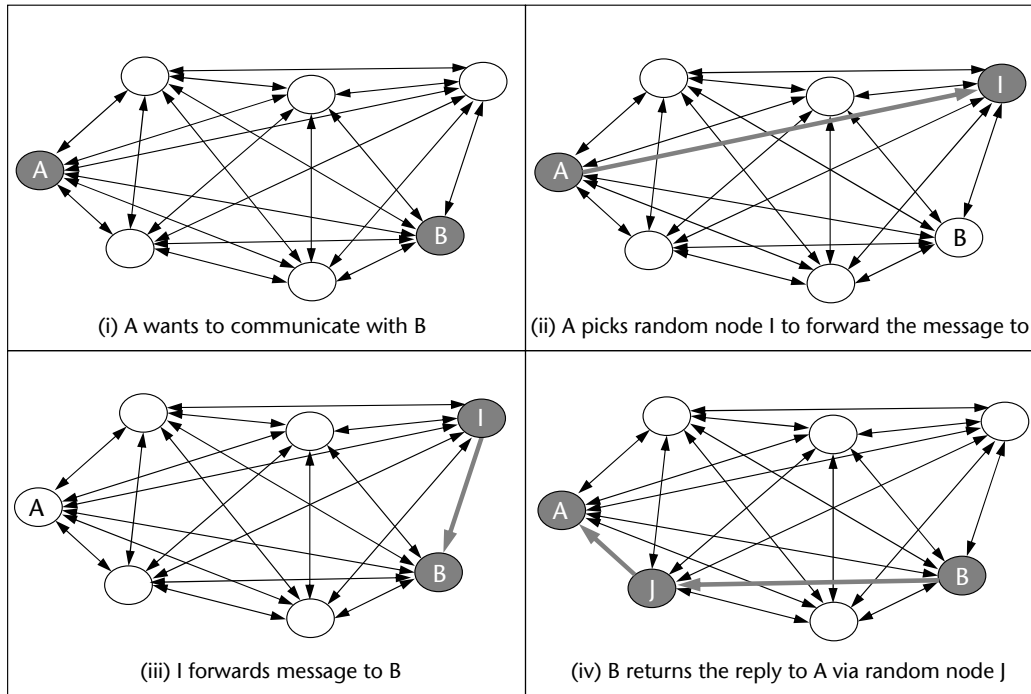 A
B
(i) A wants to communicate with B
I
A
B
(ii) A picks random node I to forward the message to
I
A
B
(iii) I forwards message to B
A
B
J
(iv) B returns the reply to A via random node J